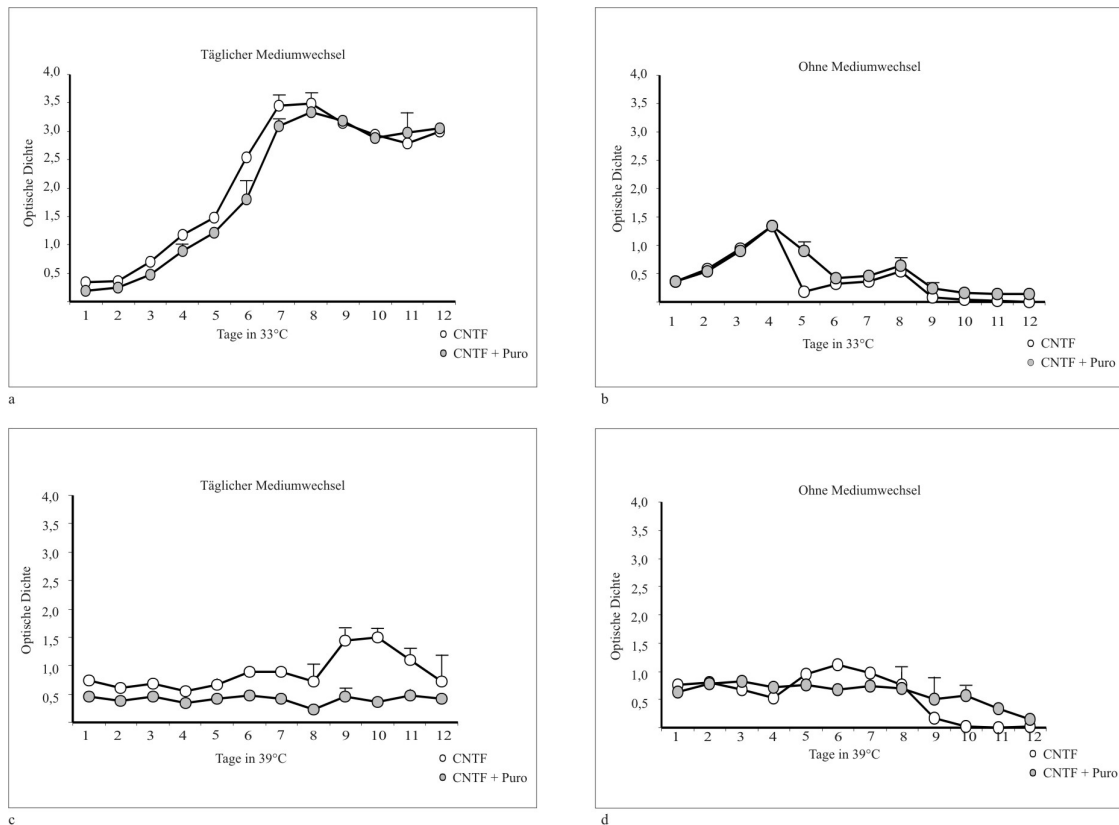 Täglicher Mediumwechsel
4,0
3,5
3,0
2,5
2,0
1,5
1,0
0,5
Optische Dichte
1 2 3 4 5 6 7 8 9 10 11 12
Tage in 33°C
CNTF
CNTF + Puro
a
Ohne Mediumwechsel
4,0
3,5
3,0
2,5
2,0
1,5
1,0
0,5
Optische Dichte
1 2 3 4 5 6 7 8 9 10 11 12
Tage in 33°C
CNTF
CNTF + Puro
b
Täglicher Mediumwechsel
4,0
3,5
3,0
2,5
2,0
1,5
1,0
0,5
Optische Dichte
1 2 3 4 5 6 7 8 9 10 11 12
Tage in 39°C
CNTF
CNTF + Puro
c
Ohne Mediumwechsel
4,0
3,5
3,0
2,5
2,0
1,5
1,0
0,5
Optische Dichte
1 2 3 4 5 6 7 8 9 10 11 12
Tage in 39°C
CNTF
CNTF + Puro
d